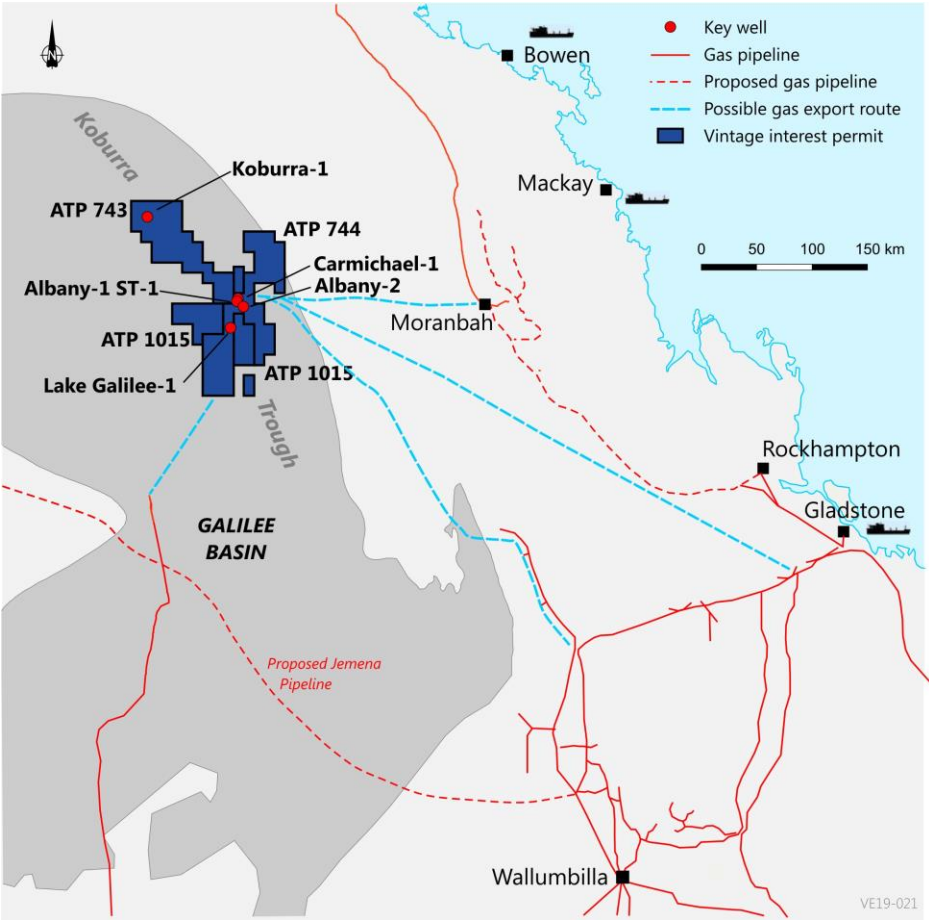 N
Bowen
Key well
Gas pipeline
Proposed gas pipeline
Possible gas export route
Vintage interest permit
Koburra
Koburra-1
Mackay
ATP 743
ATP 744
0 50 100 150 km
Carmichael-1
Albany-1 ST-1
Albany-2
Moranbah
ATP 1015
ATP 1015
Lake Galilee-1
Trough
Rockhampton
Gladstone
GALILEE
BASIN
Proposed Jemena
Pipeline
Wallumbilla
VE19-021